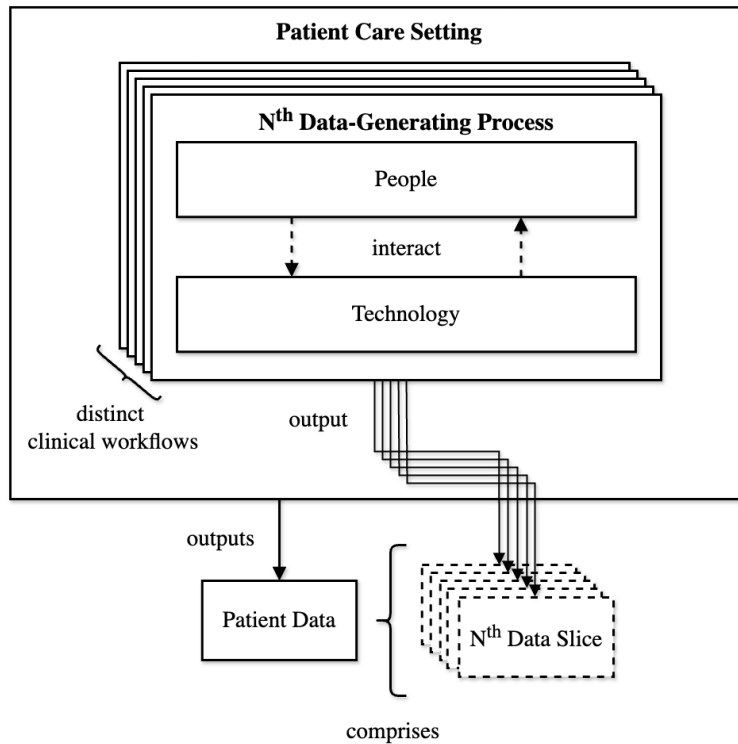 Patient Care Setting
Nth Data-Generating Process
People
interact
Technology
distinct
clinical workflows
output
outputs
Patient Data
Nth Data Slice
comprises